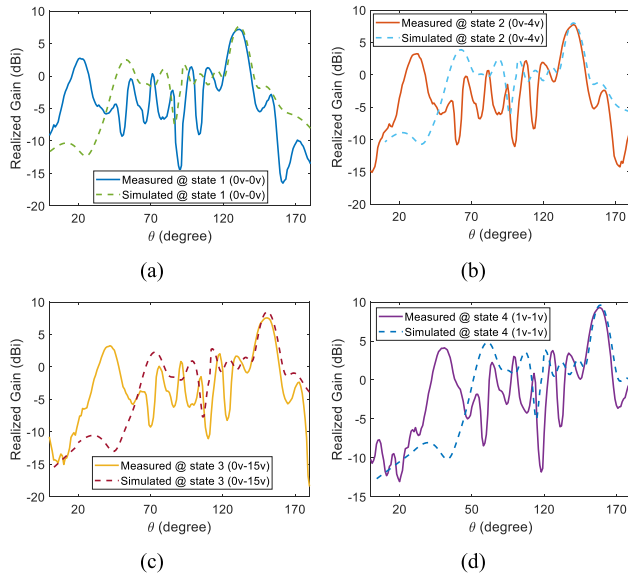 10
5
0
-5
-10
-15
-20
Realized Gain (dBi)
Measured @ state 1 (0v-0v)
Simulated @ state 1 (0v-0v)
20 70 120 170
θ (degree)
(a)
10
5
0
-5
-10
-15
-20
Realized Gain (dBi)
Measured @ state 2 (0v-4v)
Simulated @ state 2 (0v-4v)
20 70 120 170
θ (degree)
(b)
10
5
0
-5
-10
-15
-20
Realized Gain (dBi)
Measured @ state 3 (0v-15v)
Simulated @ state 3 (0v-15v)
20 70 120 170
θ (degree)
(c)
10
5
0
-5
-10
-15
Realized Gain (dBi)
Measured @ state 4 (1v-1v)
Simulated @ state 4 (1v-1v)
20 50 120 170
θ (degree)
(d)